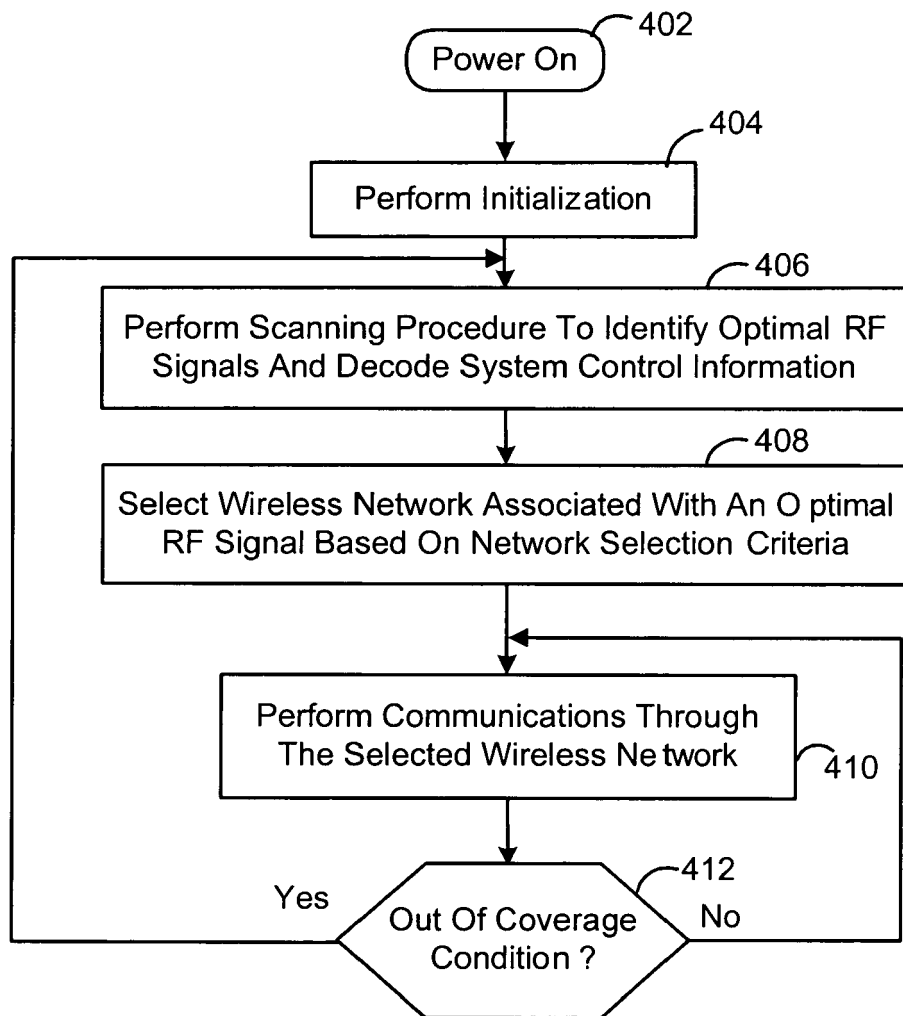 402
Power On
404
Perform Initialization
406
Perform Scanning Procedure To Identify Optimal RF
Signals And Decode System Control Information
408
Select Wireless Network Associated With An O ptimal
RF Signal Based On Network Selection Criteria
Perform Communications Through
The Selected Wireless Ne twork
410
412
Yes
Out Of Coverage
Condition ?
No